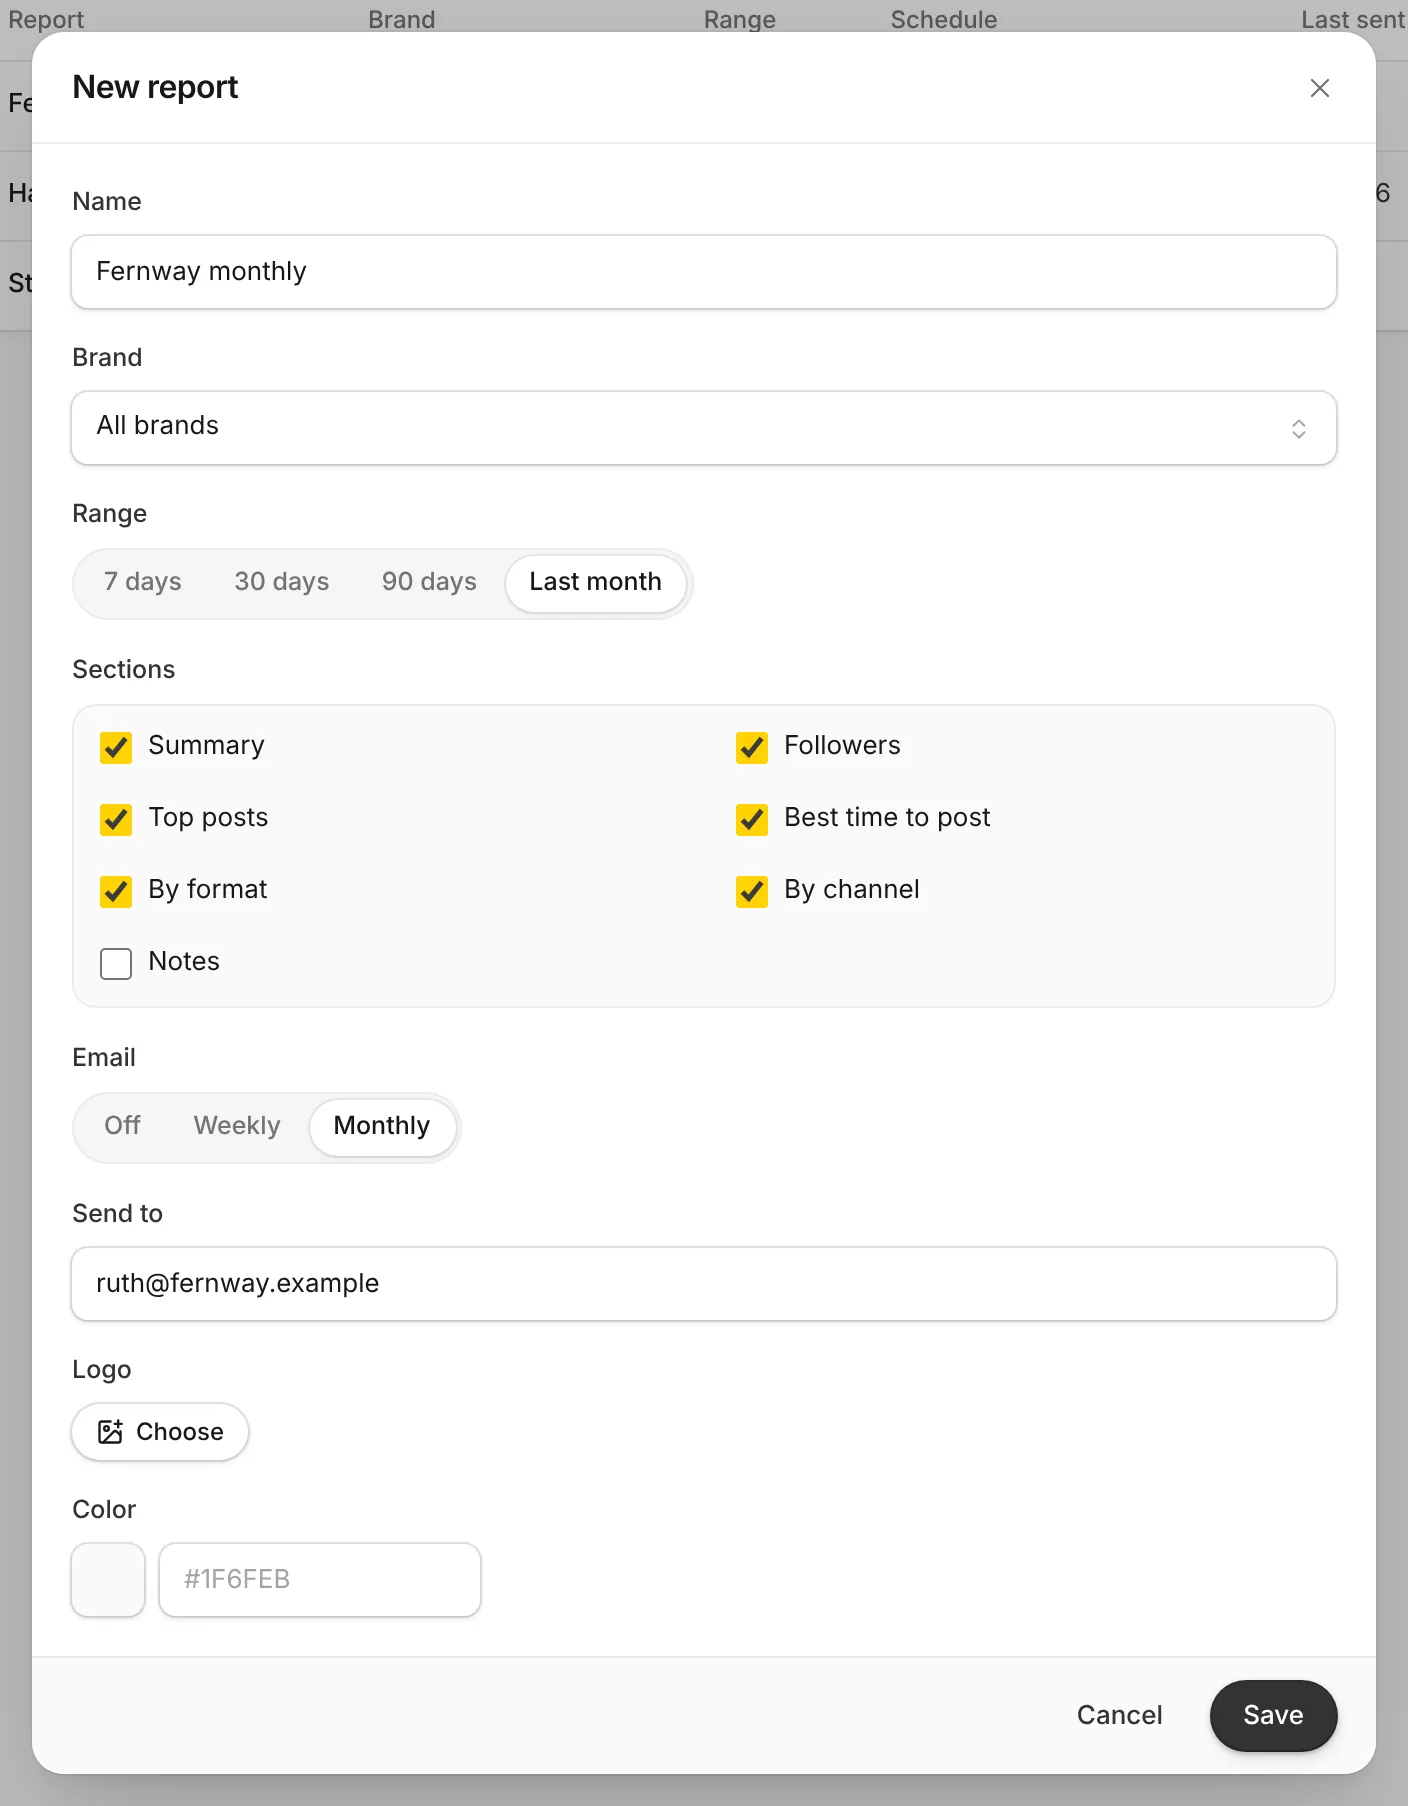 Report Brand Range Schedule Last sent
New report
Name
Fernway monthly
Brand
All brands
Range
7 days 30 days 90 days Last month
Sections
Summary Followers
Top posts Best time to post
By format By channel
Notes
Email
Off Weekly Monthly
Send to
ruth@fernway.example
Logo
Choose
Color
#1F6FEB
Cancel Save